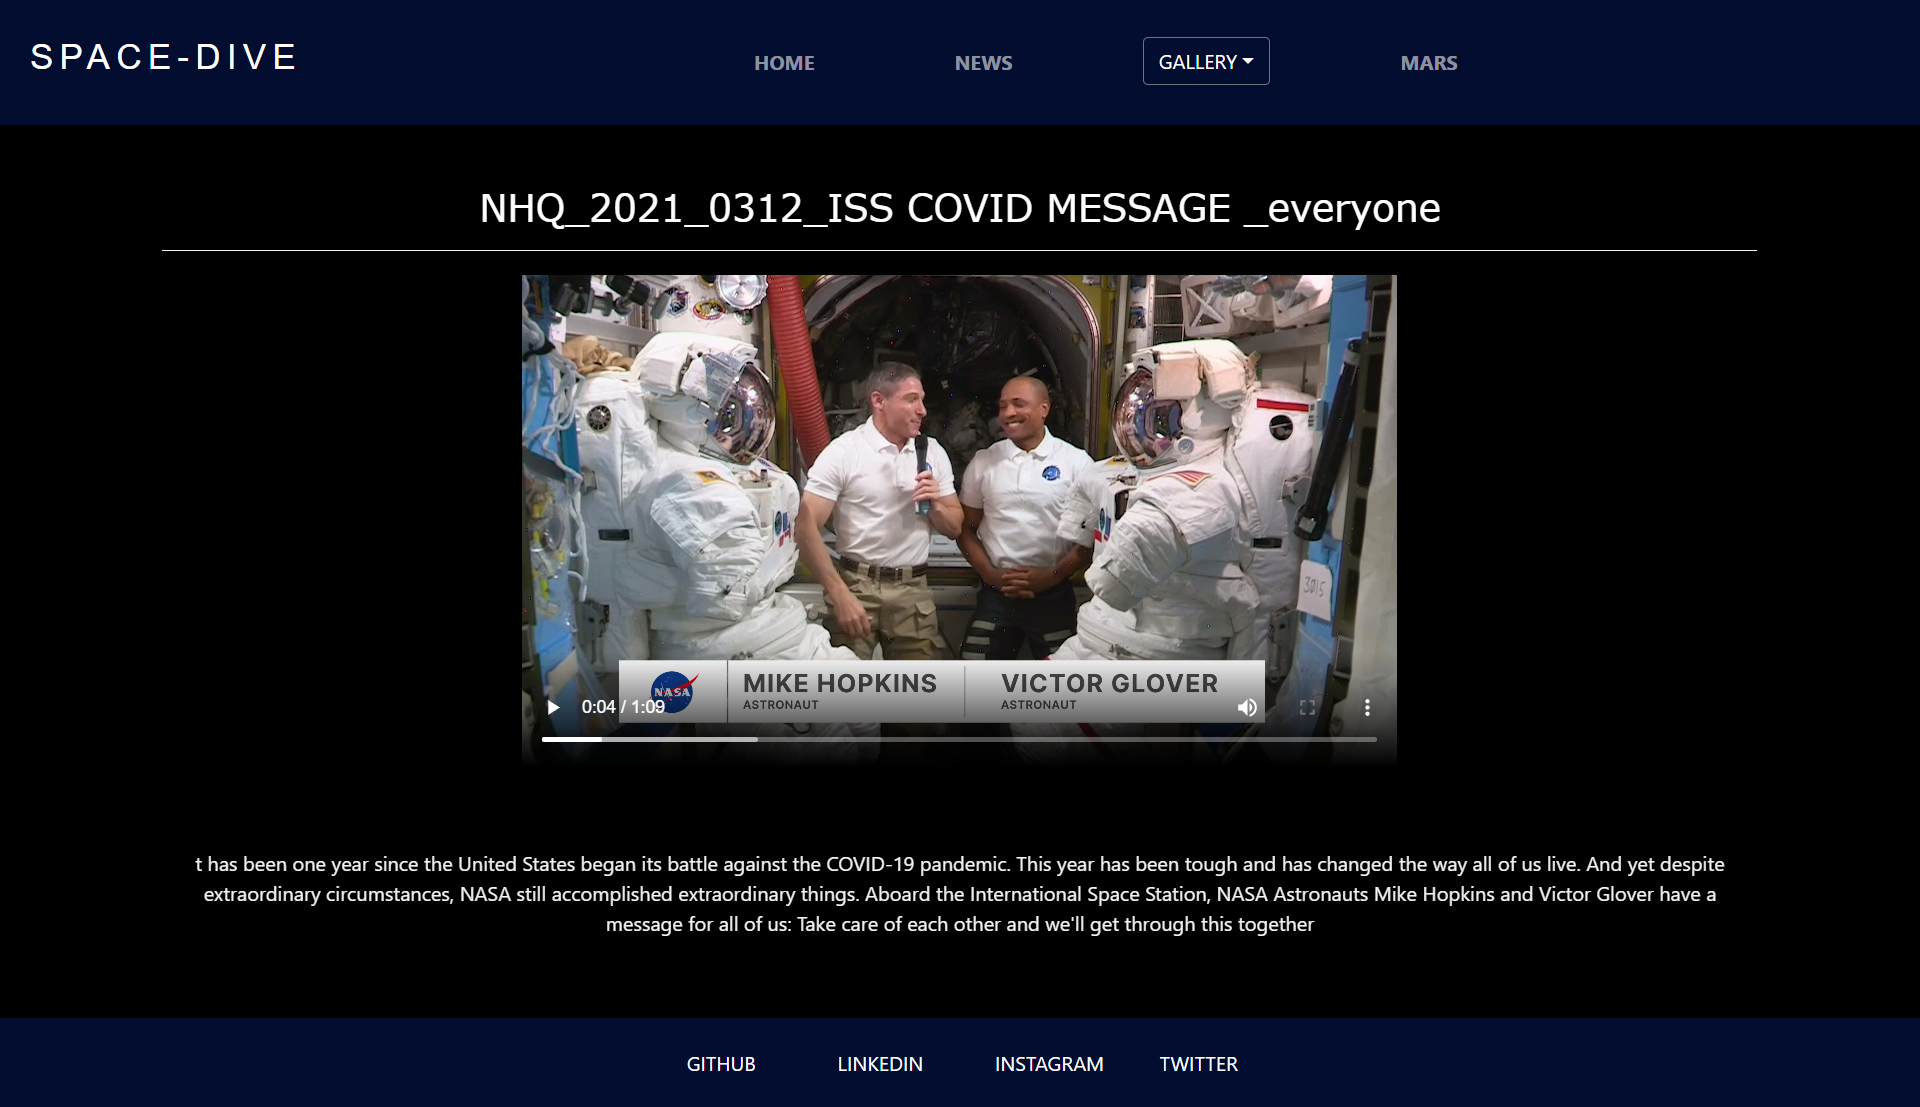 SPACE-DIVE
HOME
NEWS
GALLERY
MARS
NHQ_2021_0312_ISS COVID MESSAGE _everyone
3015
NASA
MIKE HOPKINS
ASTRONAUT
VICTOR GLOVER
ASTRONAUT
0:04 / 1:09
t has been one year since the United States began its battle against the COVID-19 pandemic. This year has been tough and has changed the way all of us live. And yet despite
extraordinary circumstances, NASA still accomplished extraordinary things. Aboard the International Space Station, NASA Astronauts Mike Hopkins and Victor Glover have a
message for all of us: Take care of each other and we'll get through this together
GITHUB
LINKEDIN
INSTAGRAM
TWITTER